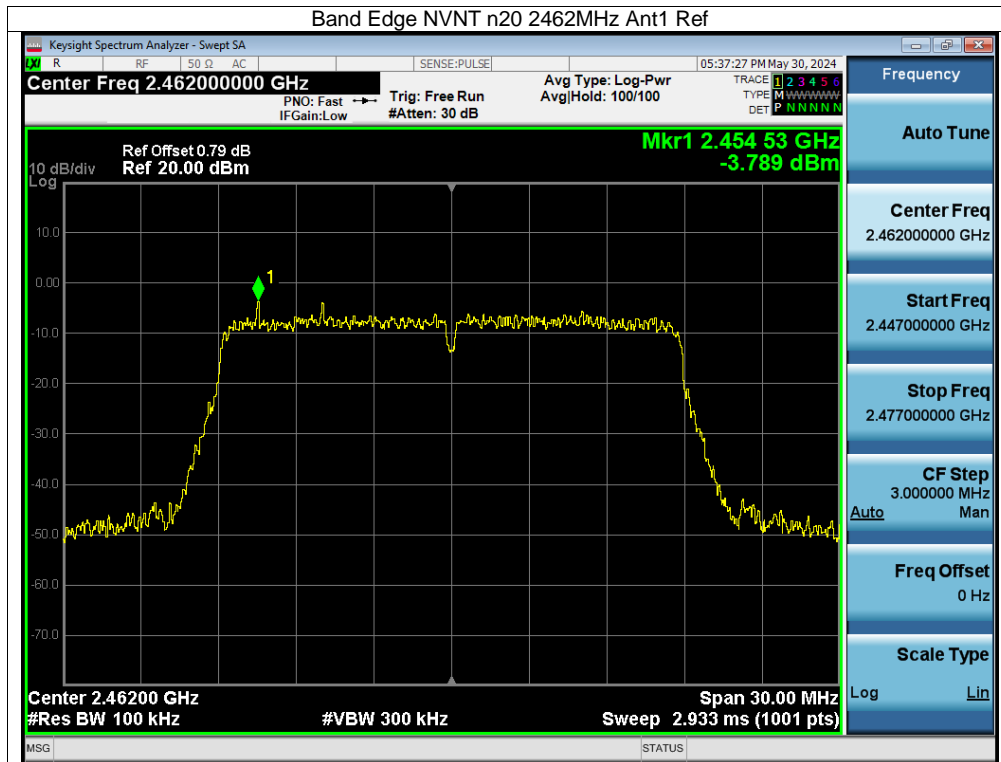 Band Edge NVNT n20 2462MHz Ant1 Ref
Keysight Spectrum Analyzer - Swept SA
LXI R RF 50 Ω AC SENSE:PULSE 05:37:27 PM May 30, 2024
Center Freq 2.462000000 GHz
PNO: Fast
IFGain:Low
Trig: Free Run
#Atten: 30 dB
Avg Type: Log-Pwr
Avg|Hold: 100/100
TRACE 1 2 3 4 5 6
TYPE M WWWWW
DET P N N N N N
Mkr1 2.454 53 GHz
-3.789 dBm
Ref Offset 0.79 dB
10 dB/div Ref 20.00 dBm
Log
10.0
0.00
-10.0
-20.0
-30.0
-40.0
-50.0
-60.0
-70.0
1
Center 2.46200 GHz Span 30.00 MHz
#Res BW 100 kHz #VBW 300 kHz Sweep 2.933 ms (1001 pts)
MSG STATUS
Frequency
Auto Tune
Center Freq
2.462000000 GHz
Start Freq
2.447000000 GHz
Stop Freq
2.477000000 GHz
CF Step
3.000000 MHz
Auto Man
Freq Offset
0 Hz
Scale Type
Log Lin